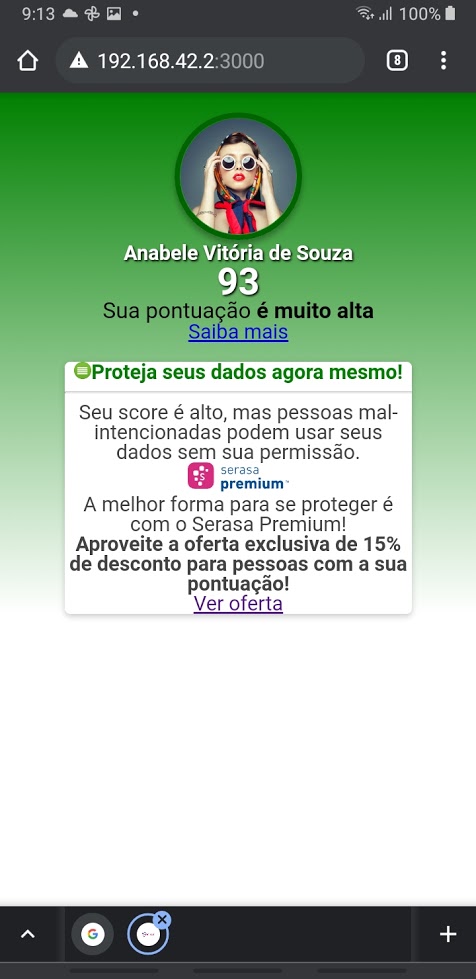 9:13
100%
192.168.42.2:3000
8
Anabele Vitória de Souza
93
Sua pontuação é muito alta
Saiba mais
Proteja seus dados agora mesmo!
Seu score é alto, mas pessoas mal-
intencionadas podem usar seus
dados sem sua permissão.
serasa
premium™
A melhor forma para se proteger é
com o Serasa Premium!
Aproveite a oferta exclusiva de 15%
de desconto para pessoas com a sua
pontuação!
Ver oferta